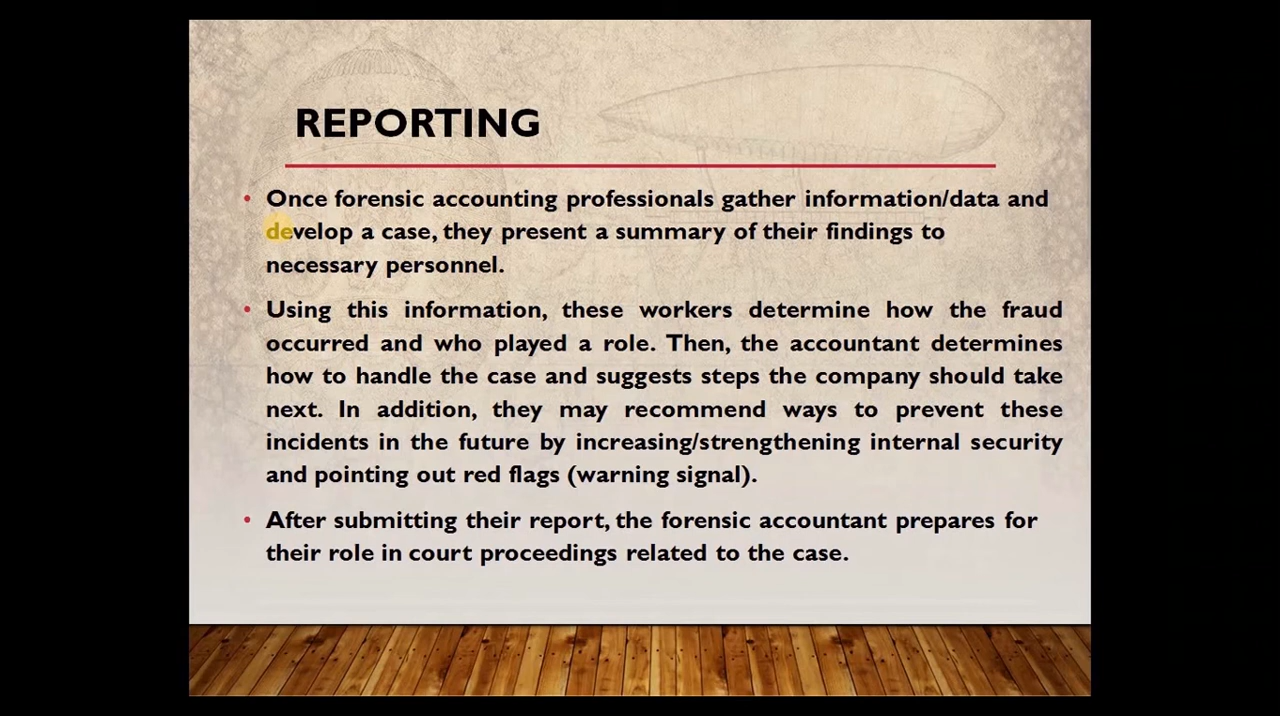 REPORTING
• Once forensic accounting professionals gather information/data and
develop a case, they present a summary of their findings to
necessary personnel.
• Using this information, these workers determine how the fraud
occurred and who played a role. Then, the accountant determines
how to handle the case and suggests steps the company should take
next. In addition, they may recommend ways to prevent these
incidents in the future by increasing/strengthening internal security
and pointing out red flags (warning signal).
• After submitting their report, the forensic accountant prepares for
their role in court proceedings related to the case.